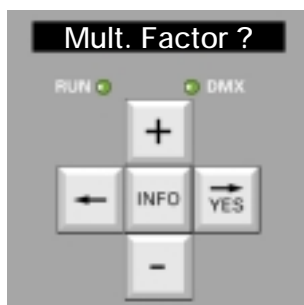 Mult. Factor ?
RUN DMX
+
INFO YES
-